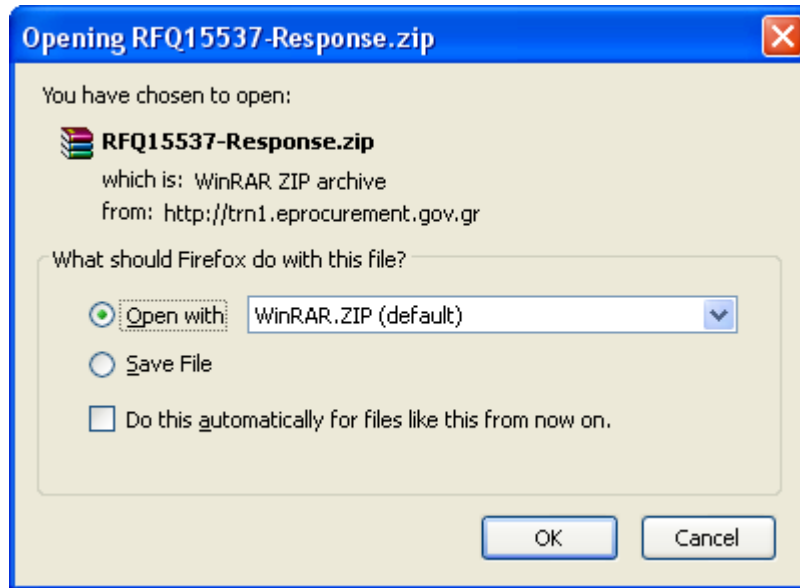 Opening RFQ15537-Response.zip
You have chosen to open:
RFQ15537-Response.zip
which is: WinRAR ZIP archive
from: http://trn1.eprocurement.gov.gr
What should Firefox do with this file?
Open with WinRAR.ZIP (default)
Save File
Do this automatically for files like this from now on.
OK Cancel